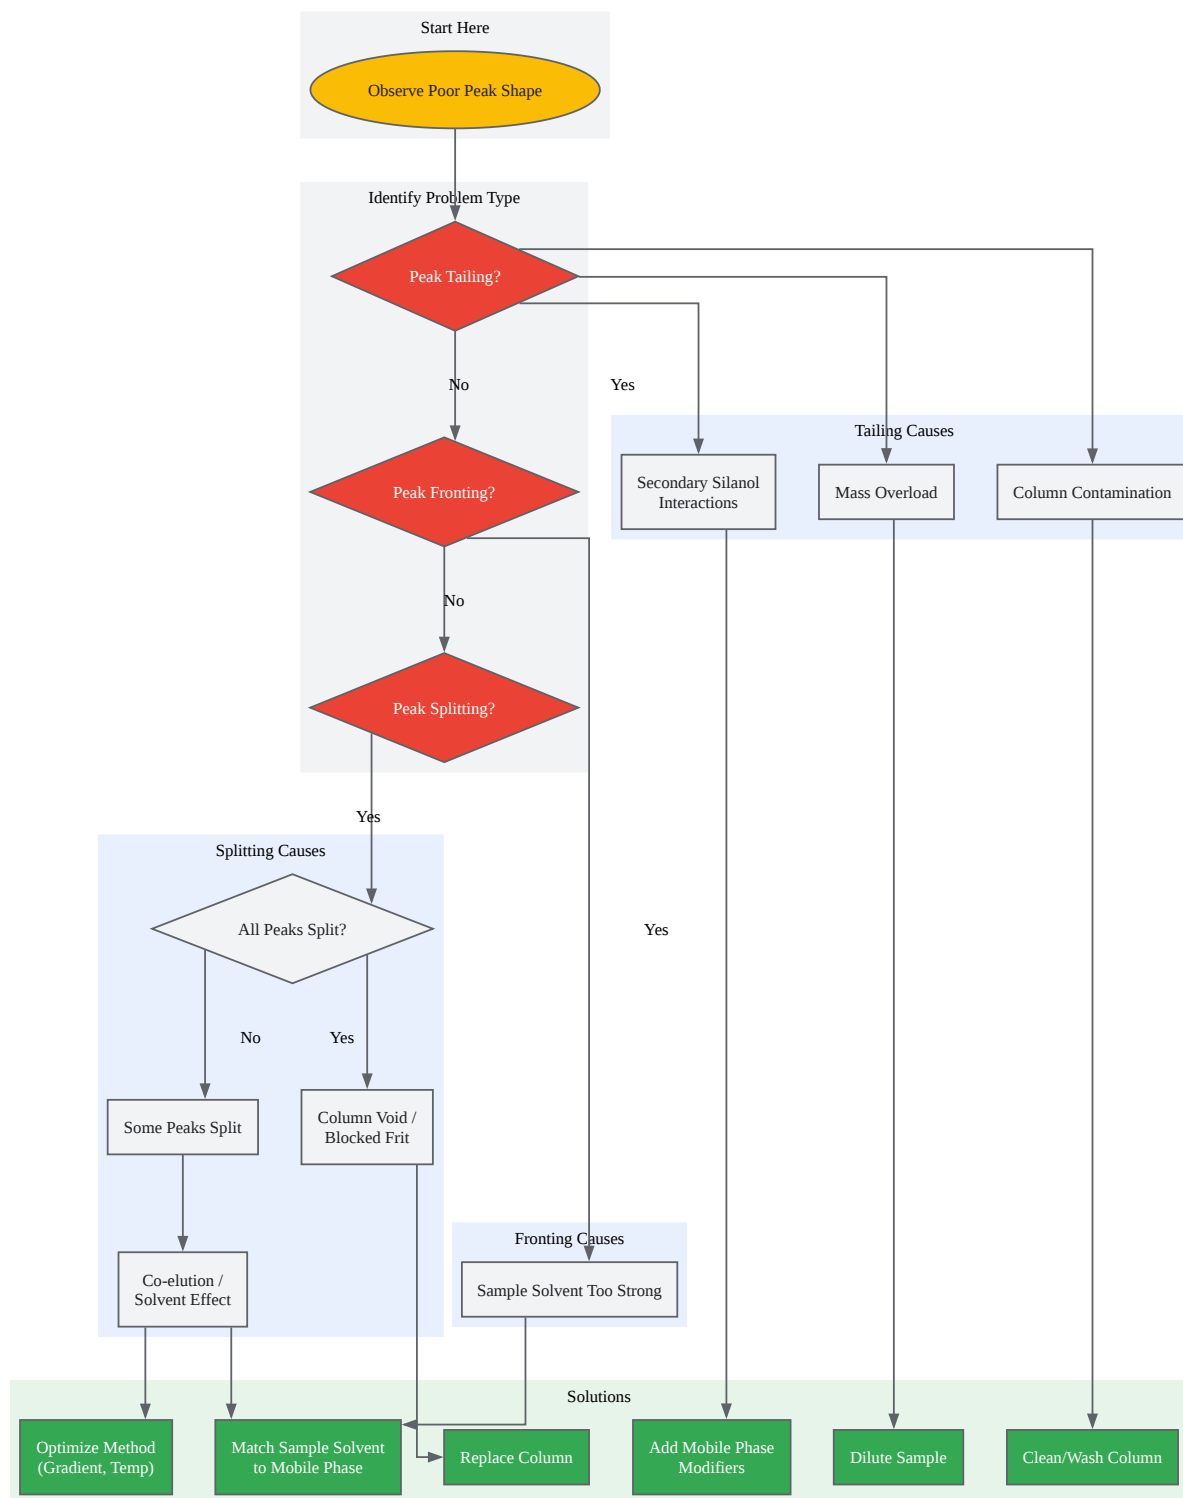 Start Here
Observe Poor Peak Shape
Identify Problem Type
Peak Tailing?
No
Yes
Tailing Causes
Secondary Silanol
Interactions
Mass Overload
Column Contamination
Peak Fronting?
No
Peak Splitting?
Yes
Splitting Causes
All Peaks Split?
Yes
No
Yes
Some Peaks Split
Column Void /
Blocked Frit
Fronting Causes
Co-elution /
Solvent Effect
Sample Solvent Too Strong
Solutions
Optimize Method
(Gradient, Temp)
Match Sample Solvent
to Mobile Phase
Replace Column
Add Mobile Phase
Modifiers
Dilute Sample
Clean/Wash Column